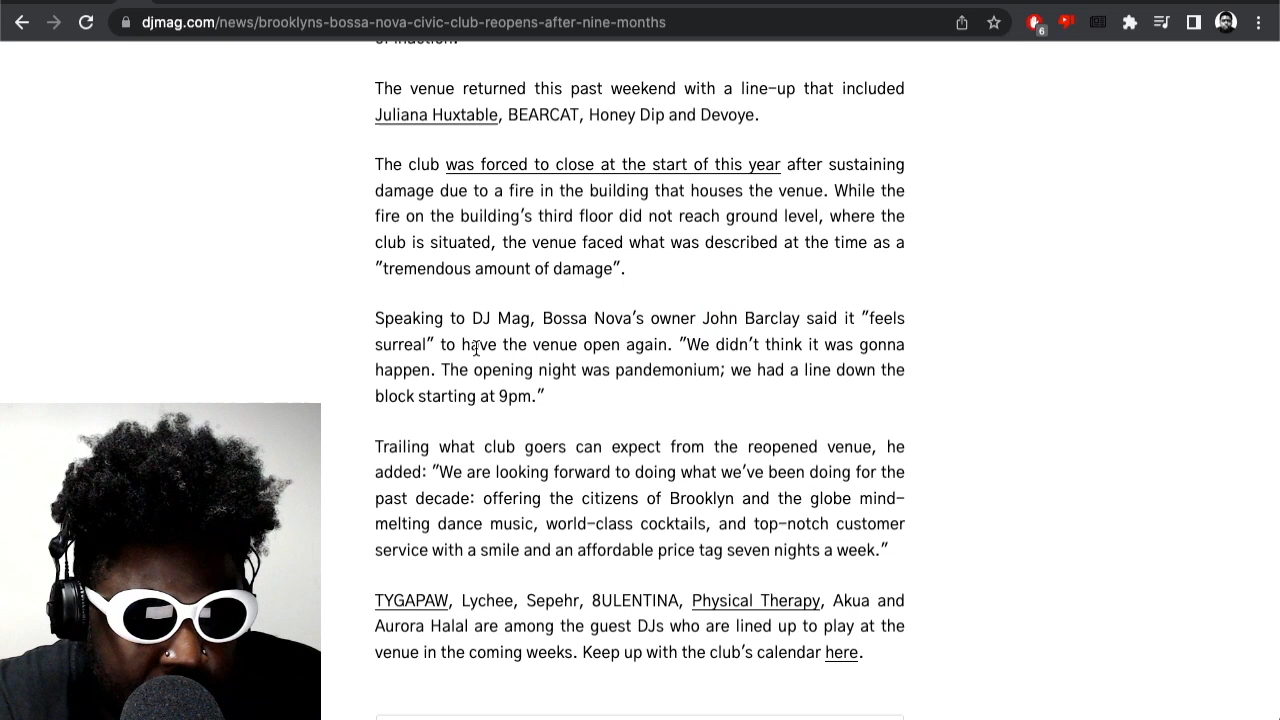 djmag.com/news/brooklyns-bossa-nova-civic-club-reopens-after-nine-months
6
The venue returned this past weekend with a line-up that included
Juliana Huxtable, BEARCAT, Honey Dip and Devoye.
The club was forced to close at the start of this year after sustaining
damage due to a fire in the building that houses the venue. While the
fire on the building's third floor did not reach ground level, where the
club is situated, the venue faced what was described at the time as a
"tremendous amount of damage".
Speaking to DJ Mag, Bossa Nova's owner John Barclay said it "feels
surreal" to have the venue open again. "We didn't think it was gonna
happen. The opening night was pandemonium; we had a line down the
block starting at 9pm."
Trailing what club goers can expect from the reopened venue, he
added: "We are looking forward to doing what we've been doing for the
past decade: offering the citizens of Brooklyn and the globe mind-
melting dance music, world-class cocktails, and top-notch customer
service with a smile and an affordable price tag seven nights a week."
TYGAPAW, Lychee, Sepehr, 8ULENTINA, Physical Therapy, Akua and
Aurora Halal are among the guest DJs who are lined up to play at the
venue in the coming weeks. Keep up with the club's calendar here.